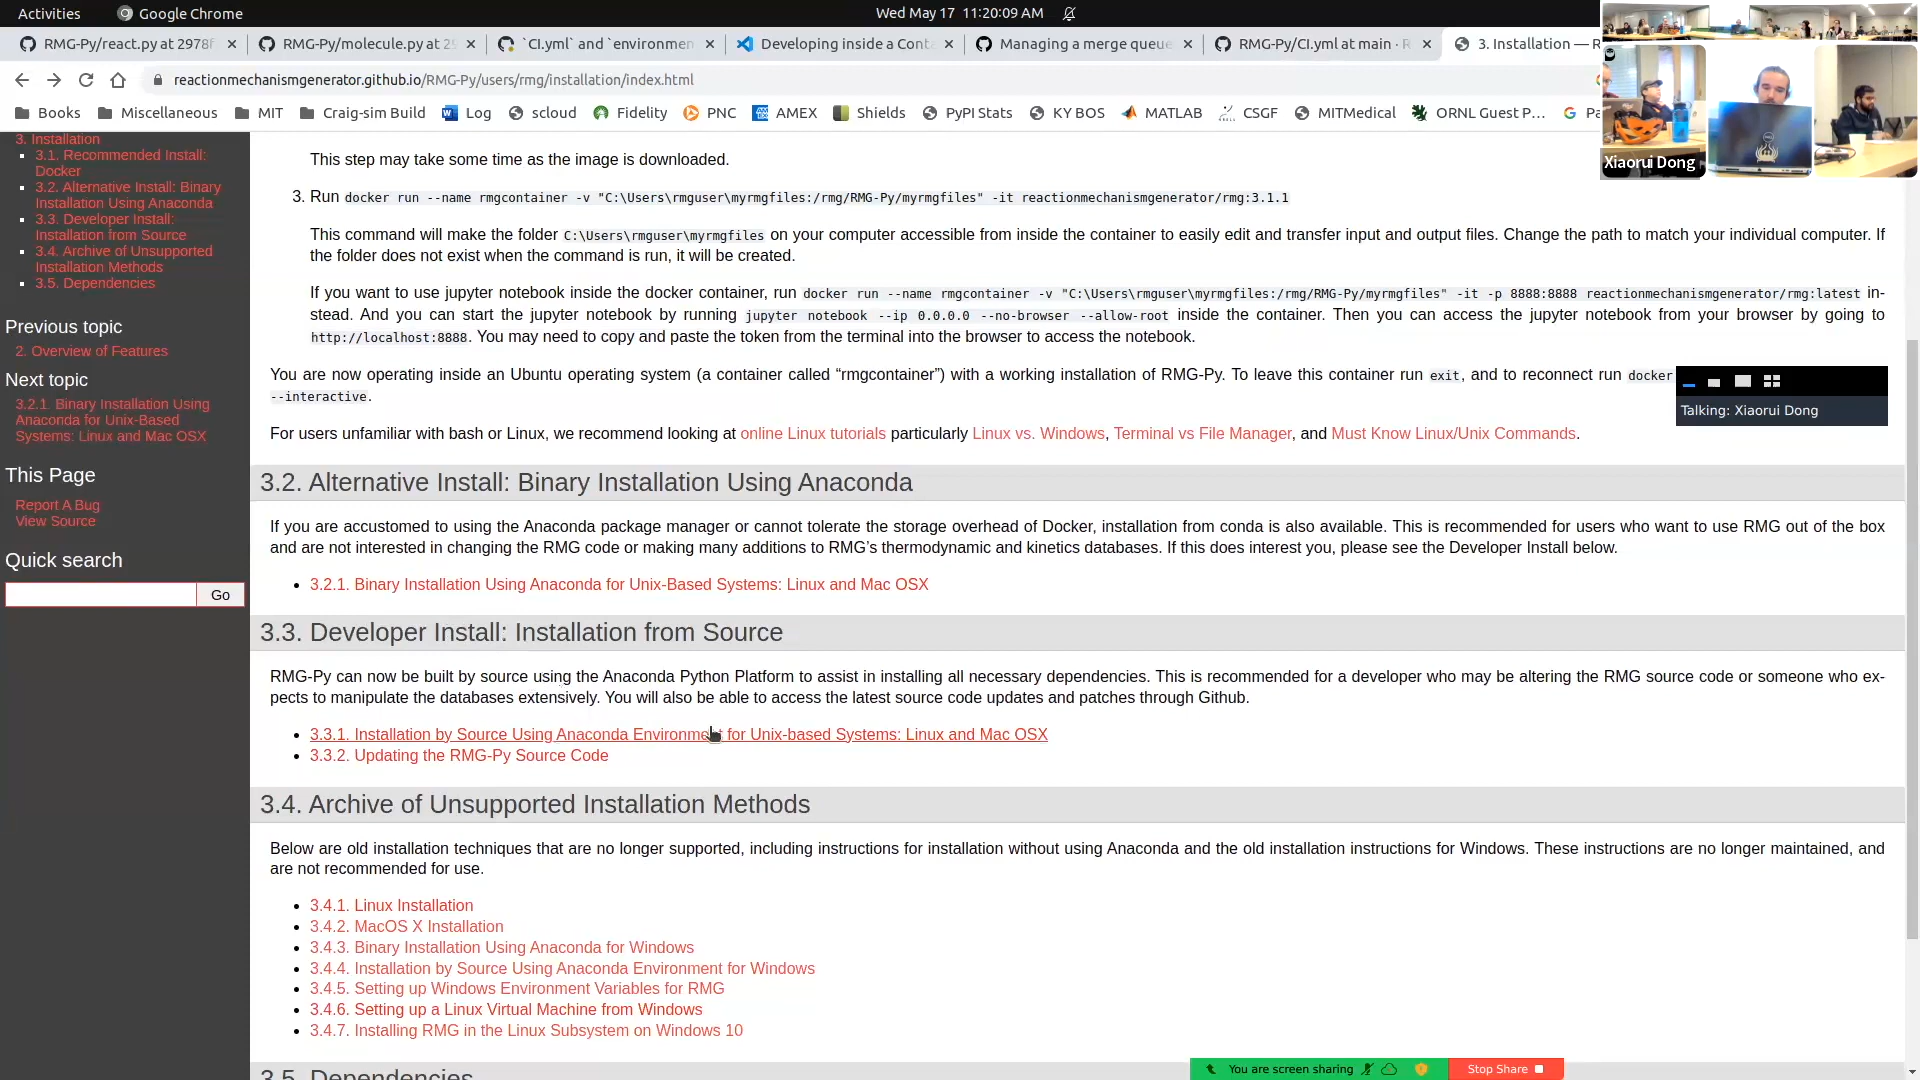 Activities
Google Chrome
Wed May 17 11:20:09 AM
RMG-Py/react.py at 2978f
RMG-Py/molecule.py at 2
`CI.yml` and `environmen
Developing inside a Cont
Managing a merge queue
RMG-Py/CI.yml at main · R
3. Installation — R
reactionmechanismgenerator.github.io/RMG-Py/users/rmg/installation/index.html
Books
Miscellaneous
MIT
Craig-sim Build
Log
scloud
Fidelity
PNC
AMEX
Shields
PyPI Stats
KY BOS
MATLAB
CSGF
MITMedical
ORNL Guest P…
Xiaorui Dong
3. Installation
3.1. Recommended Install:
Docker
3.2. Alternative Install: Binary
Installation Using Anaconda
3.3. Developer Install:
Installation from Source
3.4. Archive of Unsupported
Installation Methods
3.5. Dependencies
Previous topic
2. Overview of Features
Next topic
3.2.1. Binary Installation Using
Anaconda for Unix-Based
Systems: Linux and Mac OSX
This Page
Report A Bug
View Source
Quick search
Go
This step may take some time as the image is downloaded.
3. Run docker run --name rmgcontainer -v "C:\Users\rmguser\myrmgfiles:/rmg/RMG-Py/myrmgfiles" -it reactionmechanismgenerator/rmg:3.1.1
This command will make the folder C:\Users\rmguser\myrmgfiles on your computer accessible from inside the container to easily edit and transfer input and output files. Change the path to match your individual computer. If
the folder does not exist when the command is run, it will be created.
If you want to use jupyter notebook inside the docker container, run docker run --name rmgcontainer -v "C:\Users\rmguser\myrmgfiles:/rmg/RMG-Py/myrmgfiles" -it -p 8888:8888 reactionmechanismgenerator/rmg:latest in-
stead. And you can start the jupyter notebook by running jupyter notebook --ip 0.0.0.0 --no-browser --allow-root inside the container. Then you can access the jupyter notebook from your browser by going to
http://localhost:8888. You may need to copy and paste the token from the terminal into the browser to access the notebook.
You are now operating inside an Ubuntu operating system (a container called “rmgcontainer”) with a working installation of RMG-Py. To leave this container run exit, and to reconnect run docker
--interactive.
Talking: Xiaorui Dong
For users unfamiliar with bash or Linux, we recommend looking at online Linux tutorials particularly Linux vs. Windows, Terminal vs File Manager, and Must Know Linux/Unix Commands.
3.2. Alternative Install: Binary Installation Using Anaconda
If you are accustomed to using the Anaconda package manager or cannot tolerate the storage overhead of Docker, installation from conda is also available. This is recommended for users who want to use RMG out of the box
and are not interested in changing the RMG code or making many additions to RMG’s thermodynamic and kinetics databases. If this does interest you, please see the Developer Install below.
3.2.1. Binary Installation Using Anaconda for Unix-Based Systems: Linux and Mac OSX
3.3. Developer Install: Installation from Source
RMG-Py can now be built by source using the Anaconda Python Platform to assist in installing all necessary dependencies. This is recommended for a developer who may be altering the RMG source code or someone who ex-
pects to manipulate the databases extensively. You will also be able to access the latest source code updates and patches through Github.
3.3.1. Installation by Source Using Anaconda Environment for Unix-based Systems: Linux and Mac OSX
3.3.2. Updating the RMG-Py Source Code
3.4. Archive of Unsupported Installation Methods
Below are old installation techniques that are no longer supported, including instructions for installation without using Anaconda and the old installation instructions for Windows. These instructions are no longer maintained, and
are not recommended for use.
3.4.1. Linux Installation
3.4.2. MacOS X Installation
3.4.3. Binary Installation Using Anaconda for Windows
3.4.4. Installation by Source Using Anaconda Environment for Windows
3.4.5. Setting up Windows Environment Variables for RMG
3.4.6. Setting up a Linux Virtual Machine from Windows
3.4.7. Installing RMG in the Linux Subsystem on Windows 10
3.5. Dependencies
You are screen sharing
Stop Share